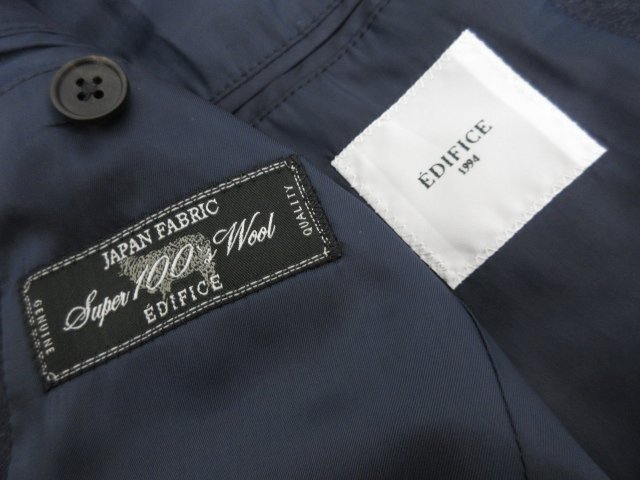 ÉDIFICE
1994
JAPAN FABRIC
Super 100's Wool
ÉDIFICE
GENUINE
QUALITY